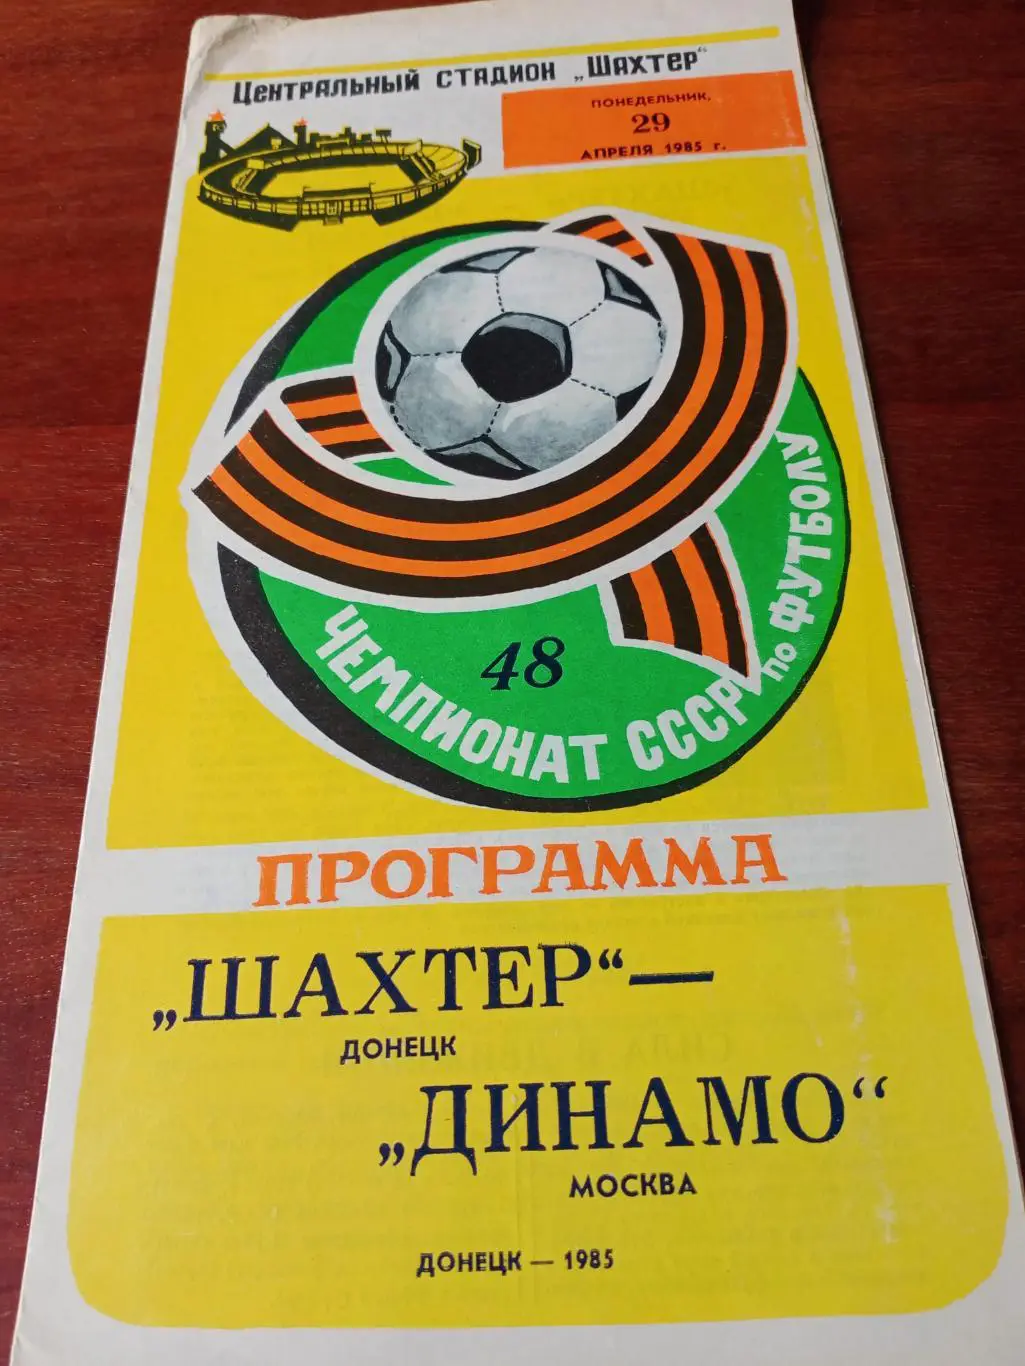 Центральный стадион „Шахтер“
ПОНЕДЕЛЬНИК,
29
АПРЕЛЯ 1985 г.
48
ЧЕМПИОНАТ СССР по ФУТБОЛУ
ПРОГРАММА
„ШАХТЕР“ —
ДОНЕЦК
„ДИНАМО“
МОСКВА
ДОНЕЦК — 1985